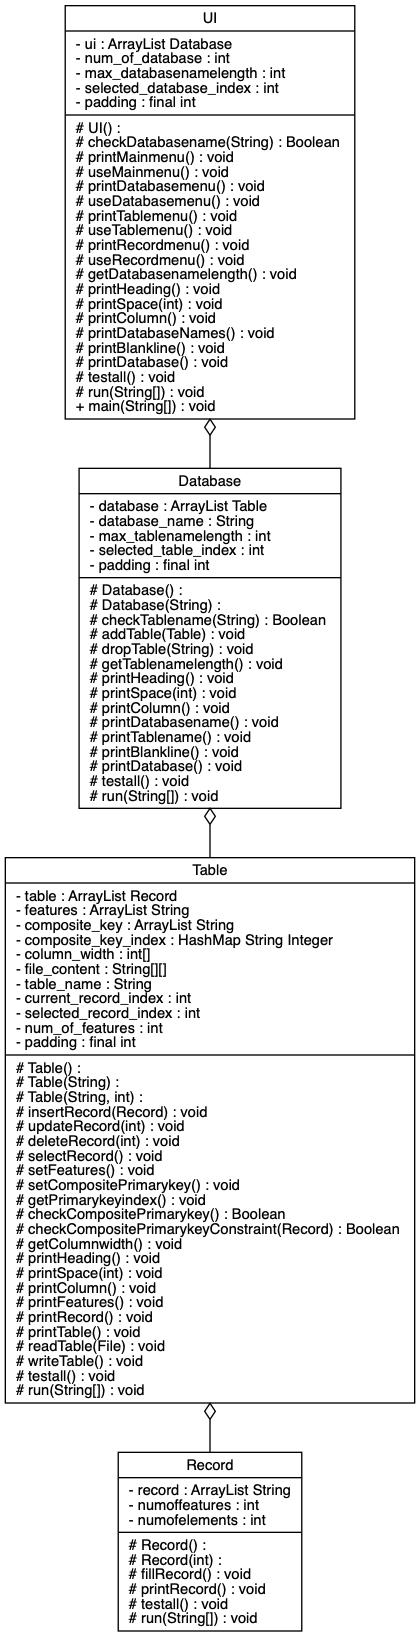 UI
- ui : ArrayList Database
- num_of_database : int
- max_databasenamelength : int
- selected_database_index : int
- padding : final int
# UI() :
# checkDatabasename(String) : Boolean
# printMainmenu() : void
# useMainmenu() : void
# printDatabasemenu() : void
# useDatabasemenu() : void
# printTablemenu() : void
# useTablemenu() : void
# printRecordmenu() : void
# useRecordmenu() : void
# getDatabasenamelength() : void
# printHeading() : void
# printSpace(int) : void
# printColumn() : void
# printDatabaseNames() : void
# printBlankline() : void
# printDatabase() : void
# testall() : void
# run(String[]) : void
+ main(String[]) : void
Database
- database : ArrayList Table
- database_name : String
- max_tablenamelength : int
- selected_table_index : int
- padding : final int
# Database() :
# Database(String) :
# checkTablename(String) : Boolean
# addTable(Table) : void
# dropTable(String) : void
# getTablenamelength() : void
# printHeading() : void
# printSpace(int) : void
# printColumn() : void
# printDatabasename() : void
# printTablename() : void
# printBlankline() : void
# printDatabase() : void
# testall() : void
# run(String[]) : void
Table
- table : ArrayList Record
- features : ArrayList String
- composite_key : ArrayList String
- composite_key_index : HashMap String Integer
- column_width : int[]
- file_content : String[][]
- table_name : String
- current_record_index : int
- selected_record_index : int
- num_of_features : int
- padding : final int
# Table() :
# Table(String) :
# Table(String, int) :
# insertRecord(Record) : void
# updateRecord(int) : void
# deleteRecord(int) : void
# selectRecord() : void
# setFeatures() : void
# setCompositePrimarykey() : void
# getPrimarykeyindex() : void
# checkCompositePrimarykey() : Boolean
# checkCompositePrimarykeyConstraint(Record) : Boolean
# getColumnwidth() : void
# printHeading() : void
# printSpace(int) : void
# printColumn() : void
# printFeatures() : void
# printRecord() : void
# printTable() : void
# readTable(File) : void
# writeTable() : void
# testall() : void
# run(String[]) : void
Record
- record : ArrayList String
- numoffeatures : int
- numofelements : int
# Record() :
# Record(int) :
# fillRecord() : void
# printRecord() : void
# testall() : void
# run(String[]) : void